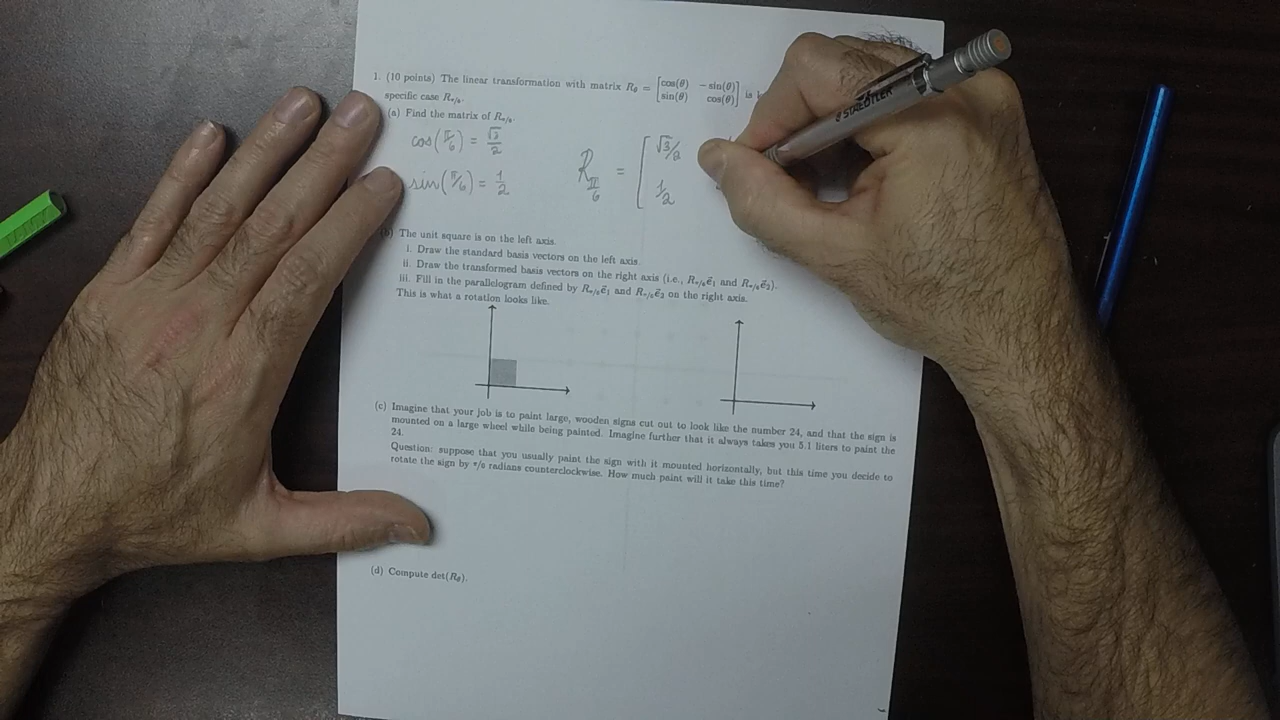 1. (10 points) The linear transformation with matrix R_θ = [cos(θ) −sin(θ)
sin(θ) cos(θ)] is
specific case R_π/6.
(a) Find the matrix of R_π/6.
cos(π/6) = √3/2
sin(π/6) = 1/2
R_π/6 = [ √3/2
1/2
STAEDTLER
(b) The unit square is on the left axis.
i. Draw the standard basis vectors on the left axis.
ii. Draw the transformed basis vectors on the right axis (i.e., R_π/6 e⃗₁ and R_π/6 e⃗₂).
iii. Fill in the parallelogram defined by R_π/6 e⃗₁ and R_π/6 e⃗₂ on the right axis.
This is what a rotation looks like.
(c) Imagine that your job is to paint large, wooden signs cut out to look like the number 24, and that the sign is
mounted on a large wheel while being painted. Imagine further that it always takes you 5.1 liters to paint the
24.
Question: suppose that you usually paint the sign with it mounted horizontally, but this time you decide to
rotate the sign by π/6 radians counterclockwise. How much paint will it take this time?
(d) Compute det(R_θ).